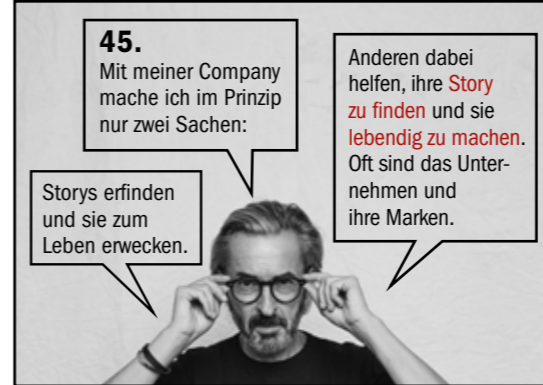 45.
Mit meiner Company
mache ich im Prinzip
nur zwei Sachen:
Storys erfinden
und sie zum
Leben erwecken.
Anderen dabei
helfen, ihre Story
zu finden und sie
lebendig zu machen.
Oft sind das Unter-
nehmen und
ihre Marken.